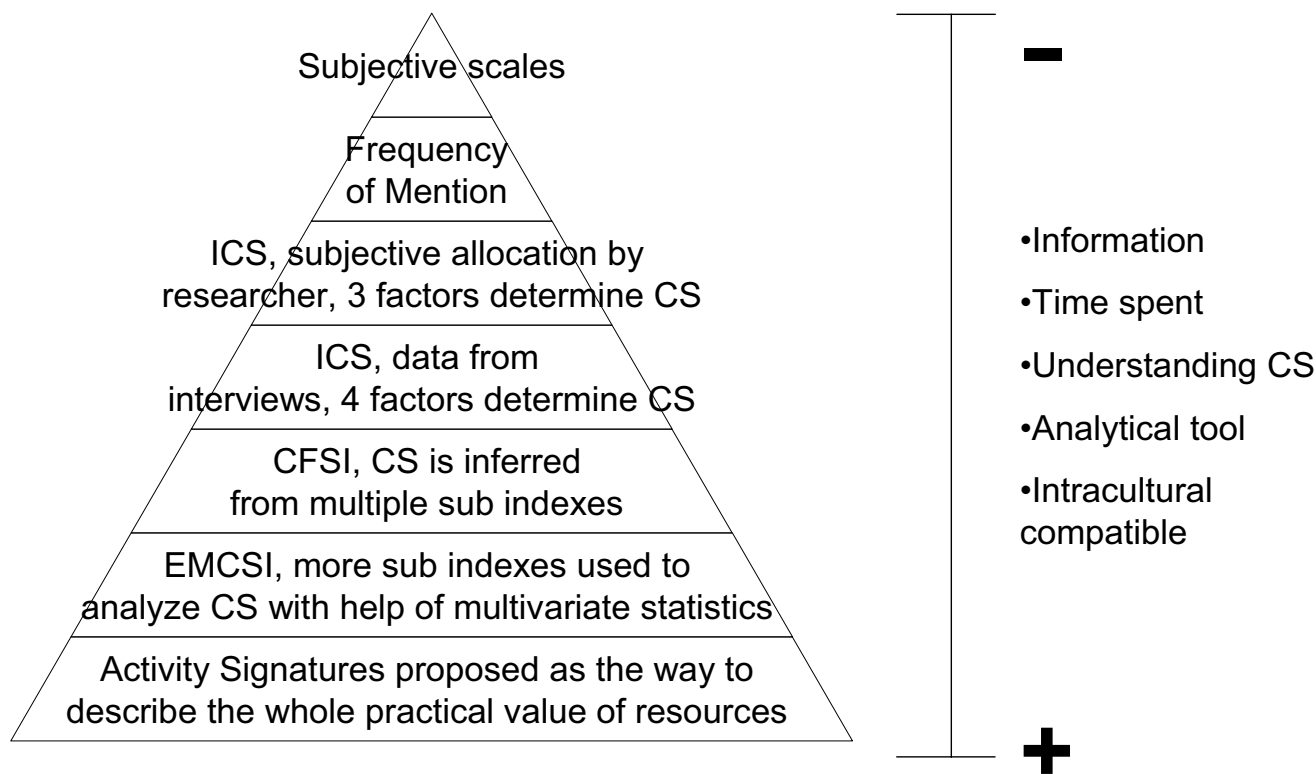 Subjective scales
Frequency
of Mention
ICS, subjective allocation by
researcher, 3 factors determine CS
ICS, data from
interviews, 4 factors determine CS
CFSI, CS is inferred
from multiple sub indexes
EMCSI, more sub indexes used to
analyze CS with help of multivariate statistics
Activity Signatures proposed as the way to
describe the whole practical value of resources
-
•Information
•Time spent
•Understanding CS
•Analytical tool
•Intracultural
compatible
+